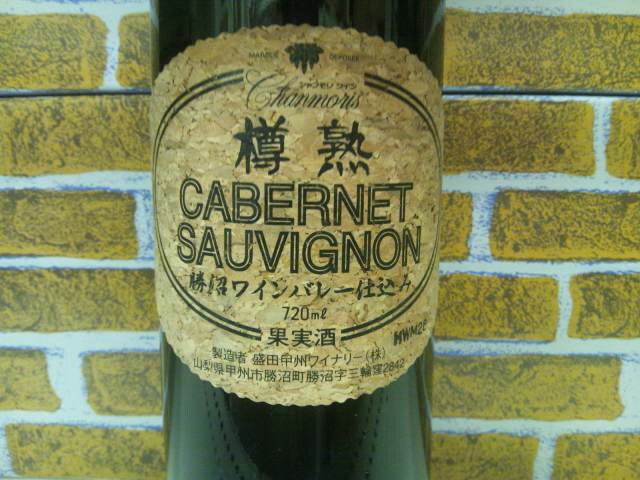 MARQUE DEPOSEE
シャンモリ ワイン
Chanmoris
樽熟
CABERNET
SAUVIGNON
勝沼ワインバレー仕込み
720mℓ
果実酒
HWM2E
製造者 盛田甲州ワイナリー(株)
山梨県甲州市勝沼町勝沼字三輪窪2842